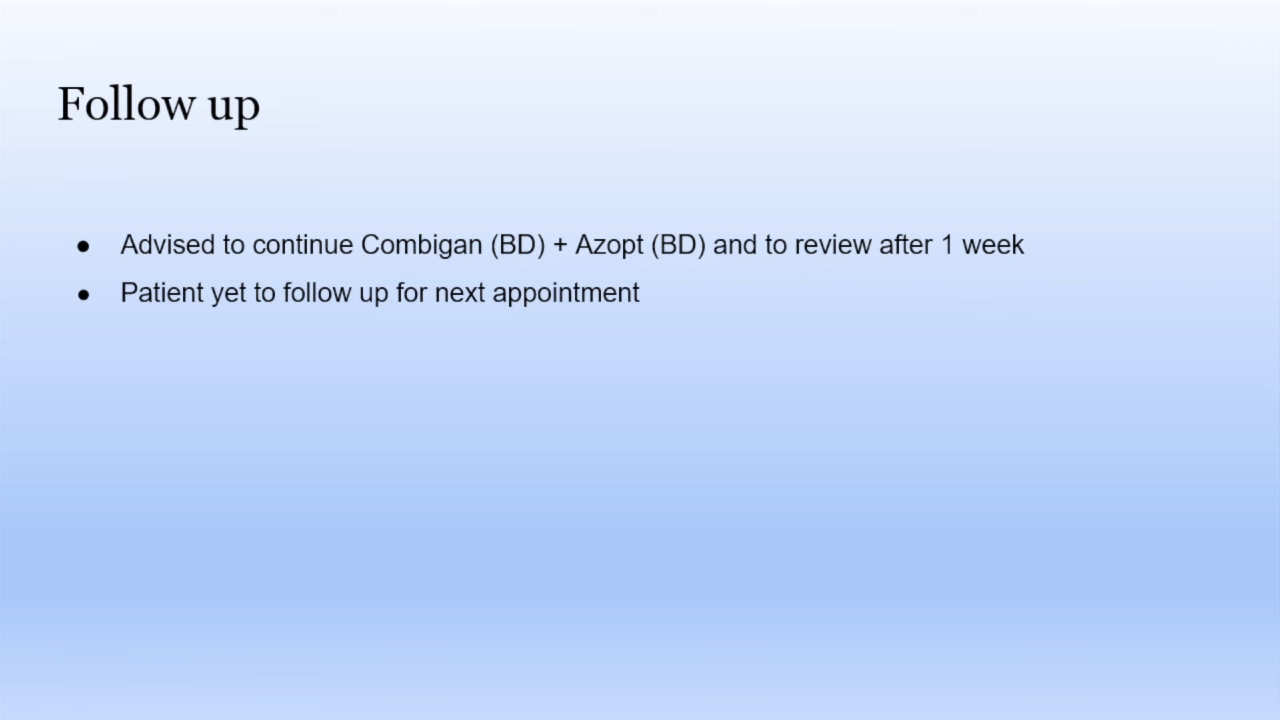 Follow up
● Advised to continue Combigan (BD) + Azopt (BD) and to review after 1 week
● Patient yet to follow up for next appointment